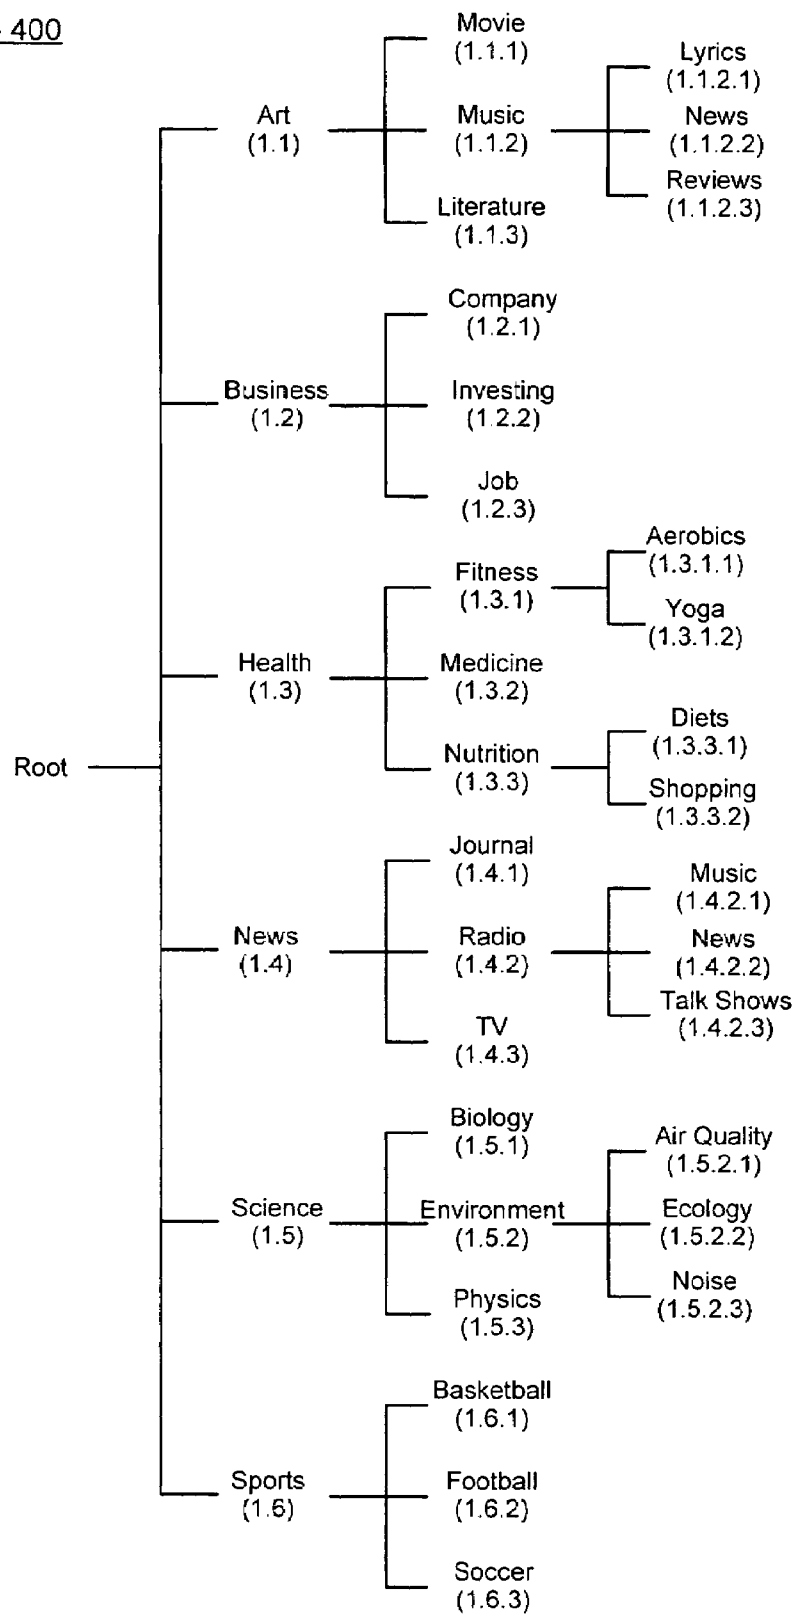 400
Movie
(1.1.1)
Lyrics
(1.1.2.1)
Art
(1.1)
Music
(1.1.2)
News
(1.1.2.2)
Reviews
(1.1.2.3)
Literature
(1.1.3)
Company
(1.2.1)
Business
(1.2)
Investing
(1.2.2)
Job
(1.2.3)
Aerobics
(1.3.1.1)
Fitness
(1.3.1)
Yoga
(1.3.1.2)
Health
(1.3)
Medicine
(1.3.2)
Diets
(1.3.3.1)
Root
Nutrition
(1.3.3)
Shopping
(1.3.3.2)
Journal
(1.4.1)
Music
(1.4.2.1)
News
(1.4)
Radio
(1.4.2)
News
(1.4.2.2)
Talk Shows
(1.4.2.3)
TV
(1.4.3)
Biology
(1.5.1)
Air Quality
(1.5.2.1)
Science
(1.5)
Environment
(1.5.2)
Ecology
(1.5.2.2)
Noise
(1.5.2.3)
Physics
(1.5.3)
Basketball
(1.6.1)
Sports
(1.6)
Football
(1.6.2)
Soccer
(1.6.3)